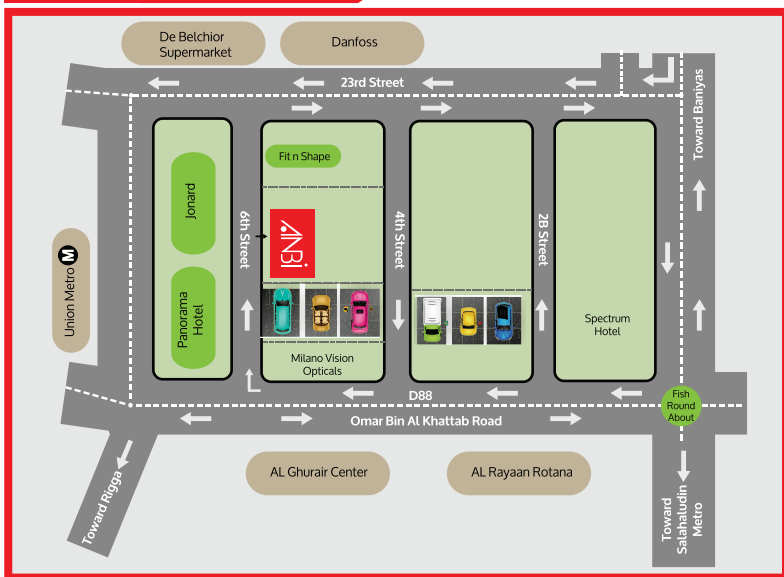 De Belchior
Supermarket
Danfoss
23rd Street
Toward Baniyas
Fit n Shape
Jonard
6th Street
ANBi
4th Street
2B Street
Union Metro M
Panorama
Hotel
Spectrum
Hotel
Milano Vision
Opticals
D88
Fish
Round
About
Omar Bin Al Khattab Road
AL Ghurair Center
AL Rayaan Rotana
Toward Rigga
Toward
Salahaludin
Metro